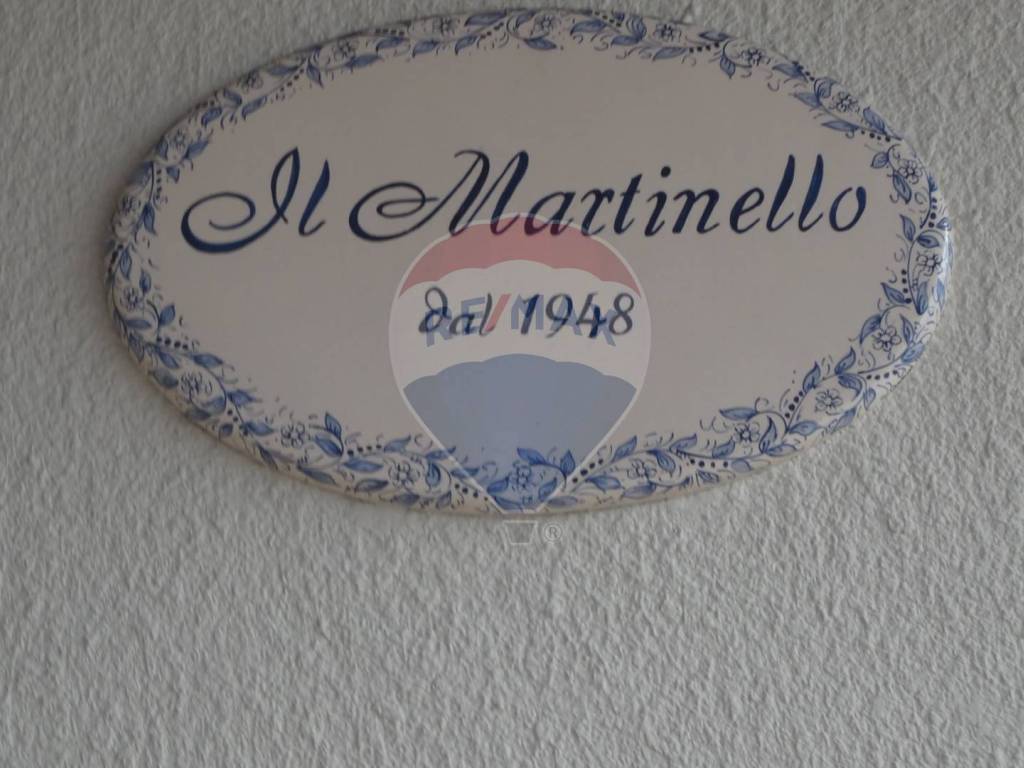 Il Martinello
dal 1948
RE/MAX
®